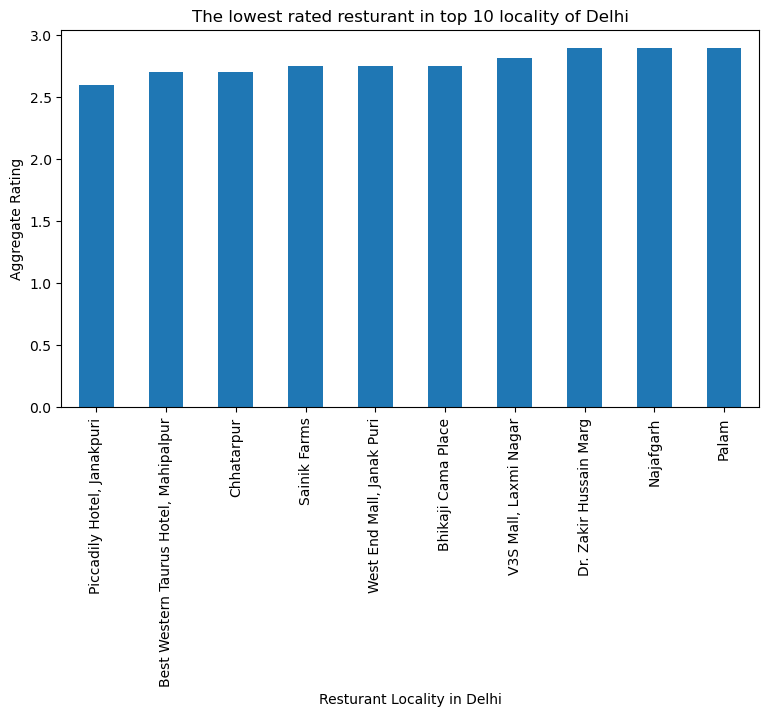 The lowest rated resturant in top 10 locality of Delhi
Aggregate Rating
3.0
2.5
2.0
1.5
1.0
0.5
0.0
Piccadily Hotel, Janakpuri
Best Western Taurus Hotel, Mahipalpur
Chhatarpur
Sainik Farms
West End Mall, Janak Puri
Bhikaji Cama Place
V3S Mall, Laxmi Nagar
Dr. Zakir Hussain Marg
Najafgarh
Palam
Resturant Locality in Delhi